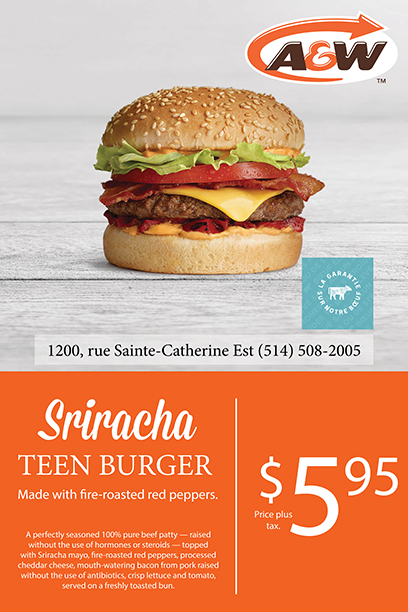 A&W
TM
LA GARANTIE
SUR NOTRE BŒUF
1200, rue Sainte-Catherine Est (514) 508-2005
Sriracha
TEEN BURGER
Made with fire-roasted red peppers.
A perfectly seasoned 100% pure beef patty — raised
without the use of hormones or steroids — topped
with Sriracha mayo, fire-roasted red peppers, processed
cheddar cheese, mouth-watering bacon from pork raised
without the use of antibiotics, crisp lettuce and tomato,
served on a freshly toasted bun.
$5.95
Price plus
tax.